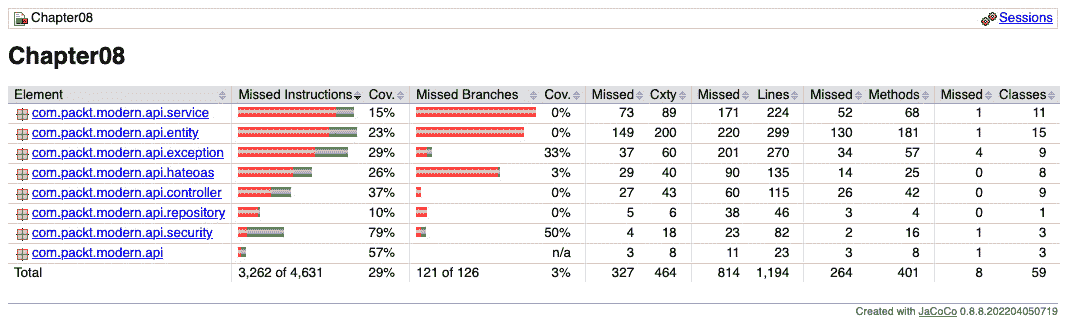 Chapter08 Sessions
Chapter08
Element Missed Instructions Cov. Missed Branches Cov. Missed Cxty Missed Lines Missed Methods Missed Classes
com.packt.modern.api.service 15% 0% 73 89 171 224 52 68 1 11
com.packt.modern.api.entity 23% 0% 149 200 220 299 130 181 1 15
com.packt.modern.api.exception 29% 33% 37 60 201 270 34 57 4 9
com.packt.modern.api.hateoas 26% 3% 29 40 90 135 14 25 0 8
com.packt.modern.api.controller 37% 0% 27 43 60 115 26 42 0 9
com.packt.modern.api.repository 10% 0% 5 6 38 46 3 4 0 1
com.packt.modern.api.security 79% 50% 4 18 23 82 2 16 1 3
com.packt.modern.api 57% n/a 3 8 11 23 3 8 1 3
Total 3,262 of 4,631 29% 121 of 126 3% 327 464 814 1,194 264 401 8 59
Created with JaCoCo 0.8.8.202204050719